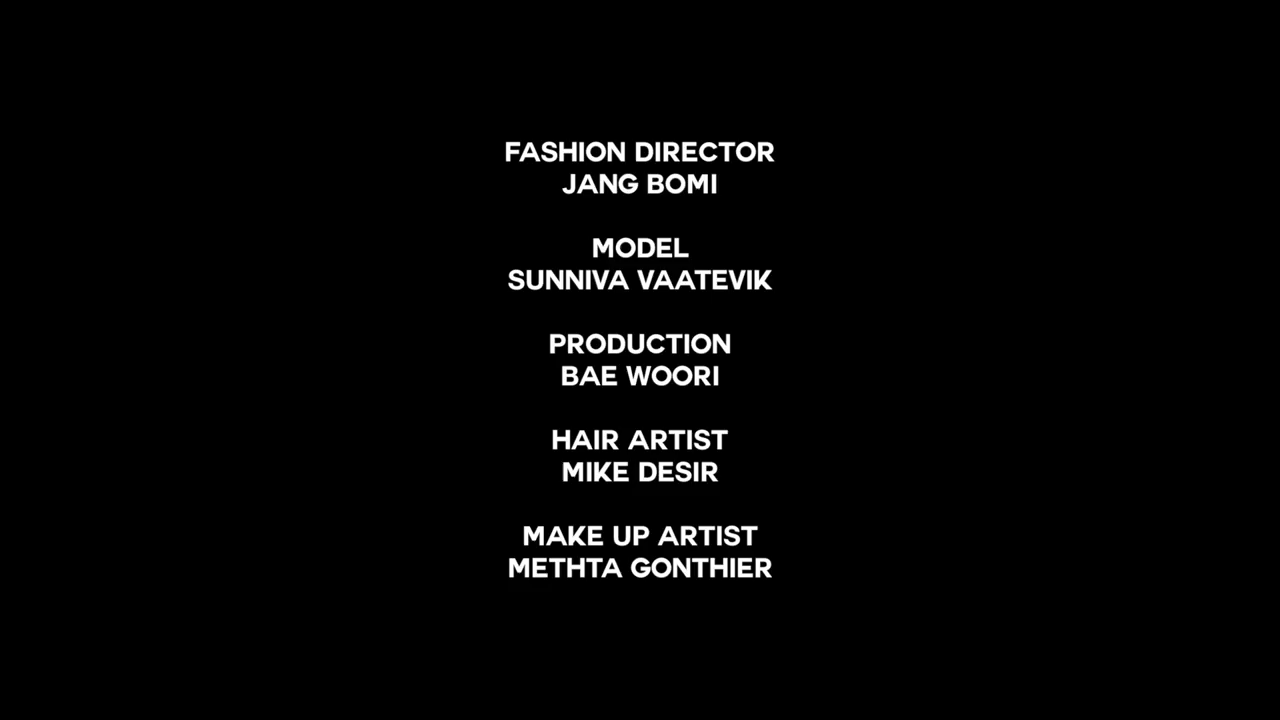 FASHION DIRECTOR
JANG BOMI
MODEL
SUNNIVA VAATEVIK
PRODUCTION
BAE WOORI
HAIR ARTIST
MIKE DESIR
MAKE UP ARTIST
METHTA GONTHIER